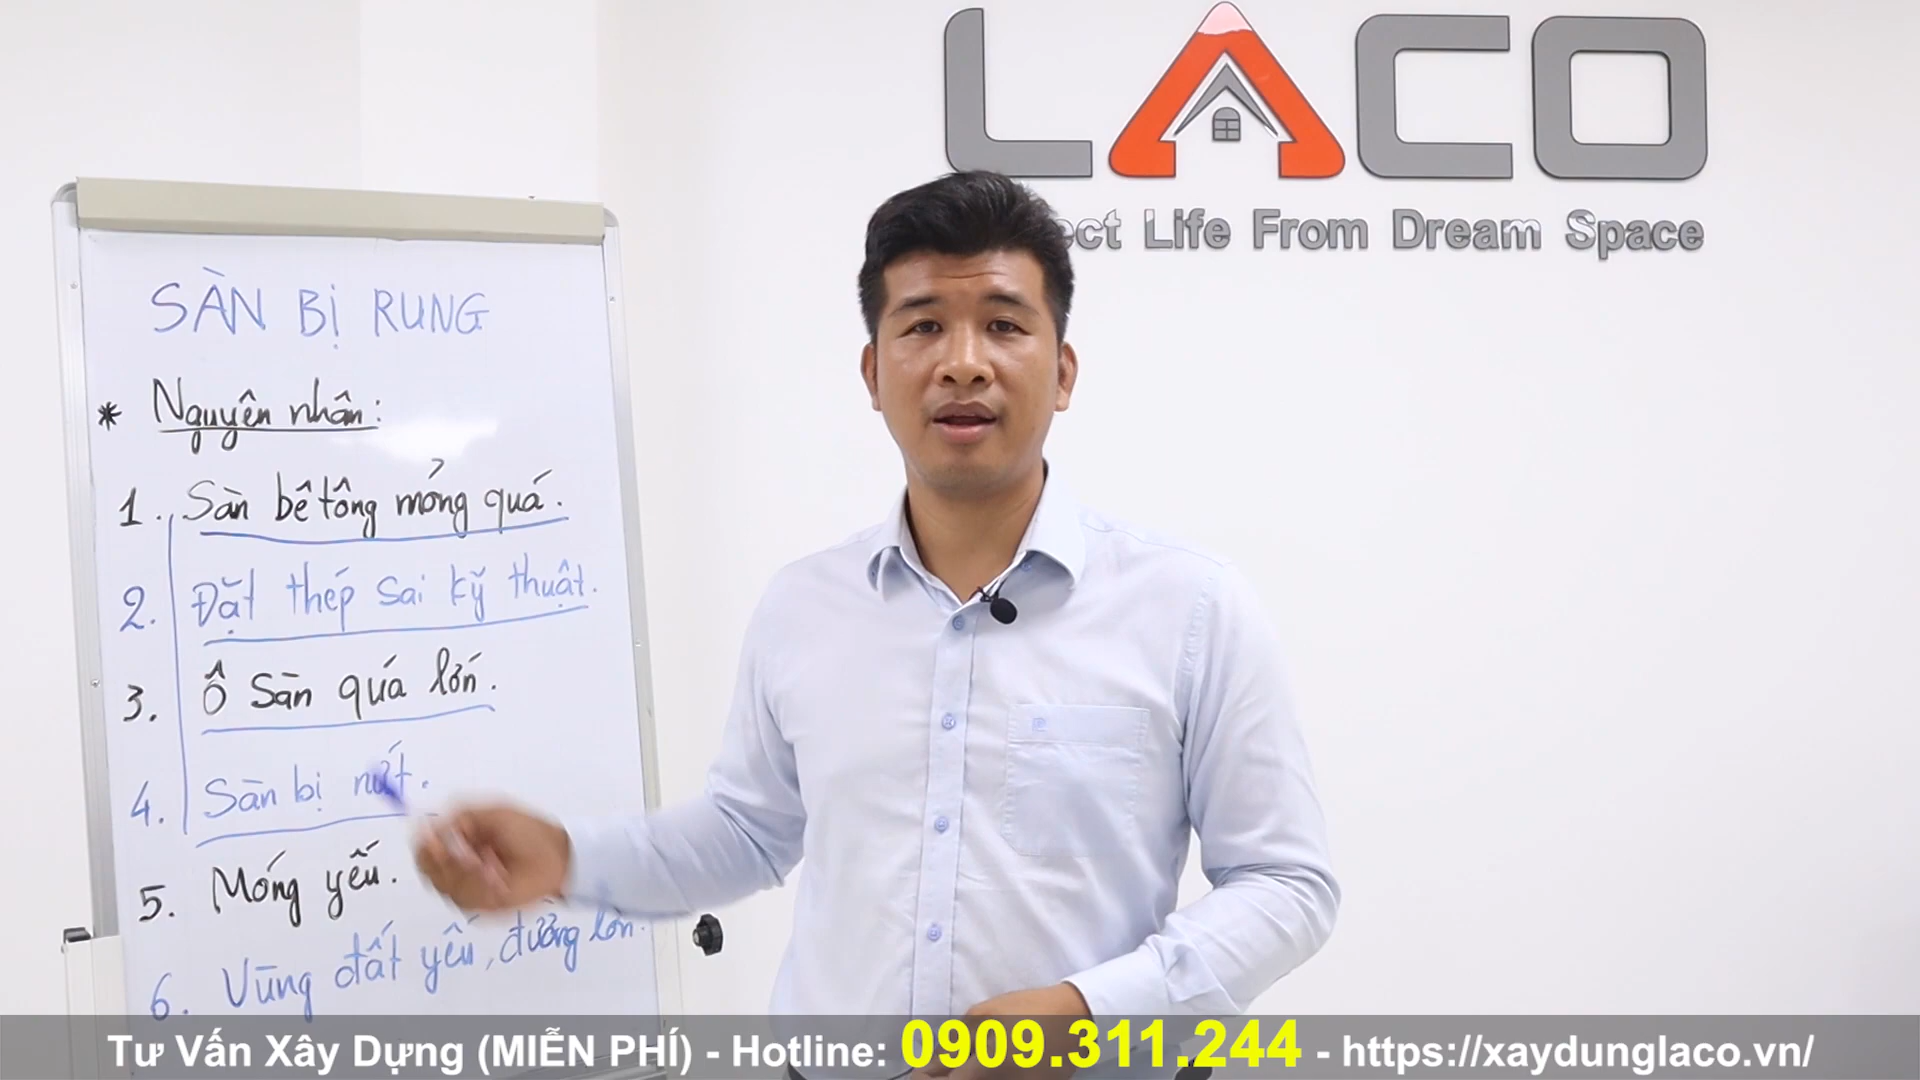 LACO
ect Life From Dream Space
SÀN BỊ RUNG
* Nguyên nhân:
1. Sàn bê tông mỏng quá.
2. Đặt thép sai kỹ thuật.
3. Ô sàn quá lớn.
4. Sàn bị nứt.
5. Móng yếu.
6. Vùng đất yếu, đường lớn.
Tư Vấn Xây Dựng (MIỄN PHÍ) - Hotline: 0909.311.244 - https://xaydunglaco.vn/